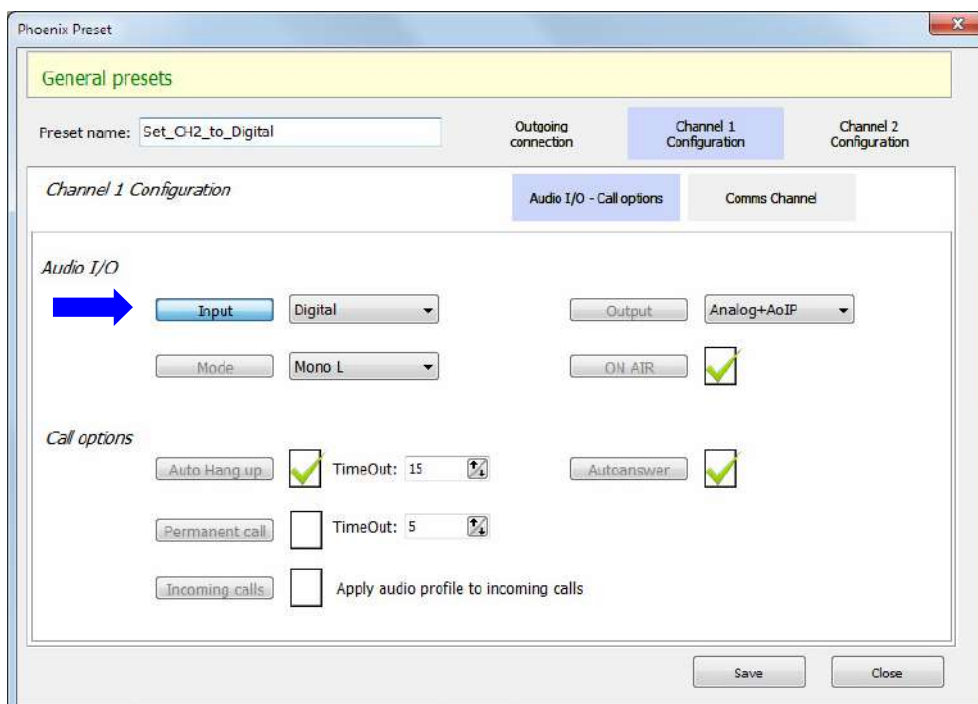 Phoenix Preset
x
General presets
Preset name: Set_CH2_to_Digital
Outgoing connection
Channel 1 Configuration
Channel 2 Configuration
Channel 1 Configuration
Audio I/O - Call options
Comms Channel
Audio I/O
Input Digital Output Analog+AoIP
Mode Mono L ON AIR
Call options
Auto Hang up TimeOut: 15 Autoanswer
Permanent call TimeOut: 5
Incoming calls Apply audio profile to incoming calls
Save Close